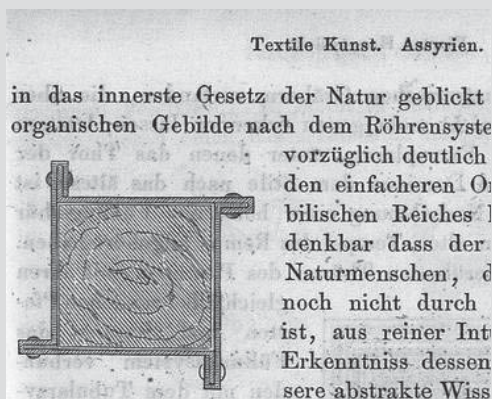 Textile Kunst. Assyrien.
in das innerste Gesetz der Natur geblickt
organischen Gebilde nach dem Röhrensyste
vorzüglich deutlich
den einfacheren Or
bilischen Reiches
denkbar dass der
Naturmenschen, d
noch nicht durch
ist, aus reiner Intu
Erkenntniss dessen
sere abstrakte Wiss